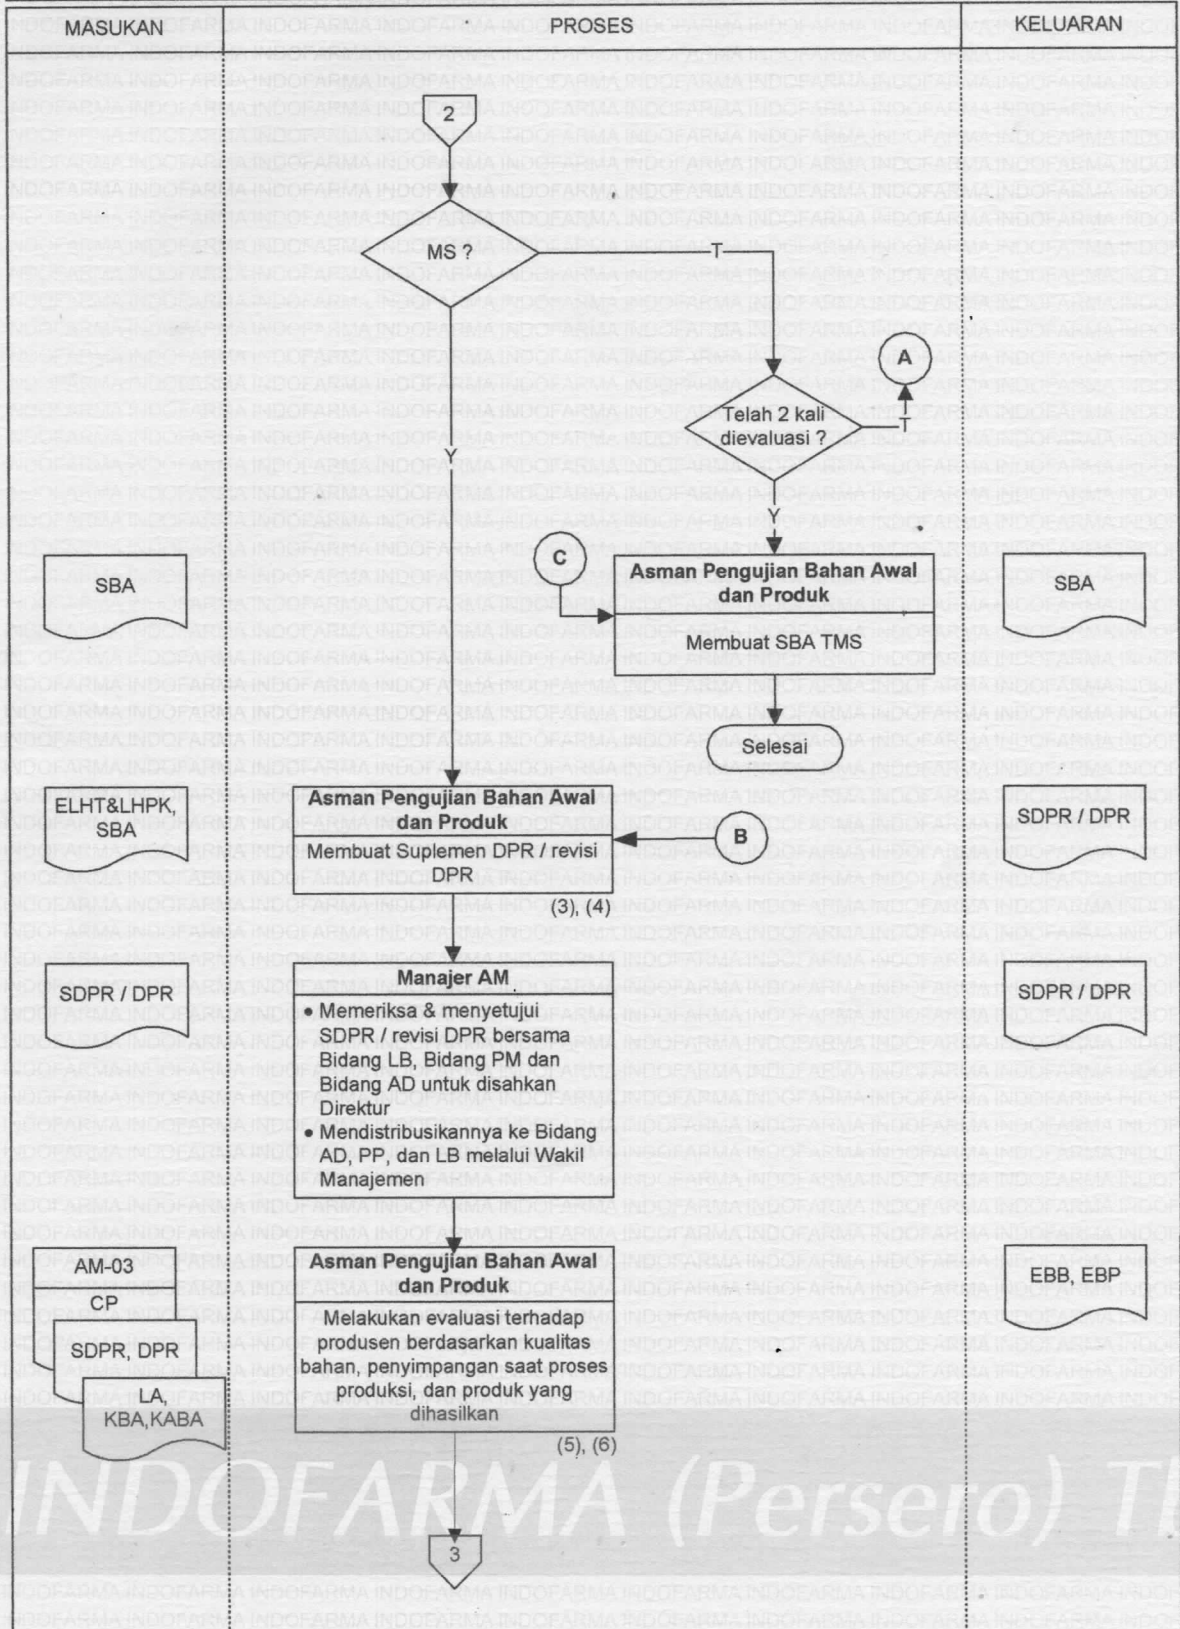 MASUKAN
PROSES
KELUARAN
2
MS ?
T
A
Telah 2 kali
dievaluasi ?
T
Y
Y
C
SBA
Asman Pengujian Bahan Awal
dan Produk
Membuat SBA TMS
SBA
Selesai
ELHT&LHPK,
SBA
Asman Pengujian Bahan Awal
dan Produk
Membuat Suplemen DPR / revisi
DPR
(3), (4)
B
SDPR / DPR
SDPR / DPR
Manajer AM
• Memeriksa & menyetujui
SDPR / revisi DPR bersama
Bidang LB, Bidang PM dan
Bidang AD untuk disahkan
Direktur
• Mendistribusikannya ke Bidang
AD, PP, dan LB melalui Wakil
Manajemen
SDPR / DPR
AM-03
CP
SDPR, DPR
LA,
KBA,KABA
Asman Pengujian Bahan Awal
dan Produk
Melakukan evaluasi terhadap
produsen berdasarkan kualitas
bahan, penyimpangan saat proses
produksi, dan produk yang
dihasilkan
(5), (6)
EBB, EBP
INDOFARMA (Persero)
3